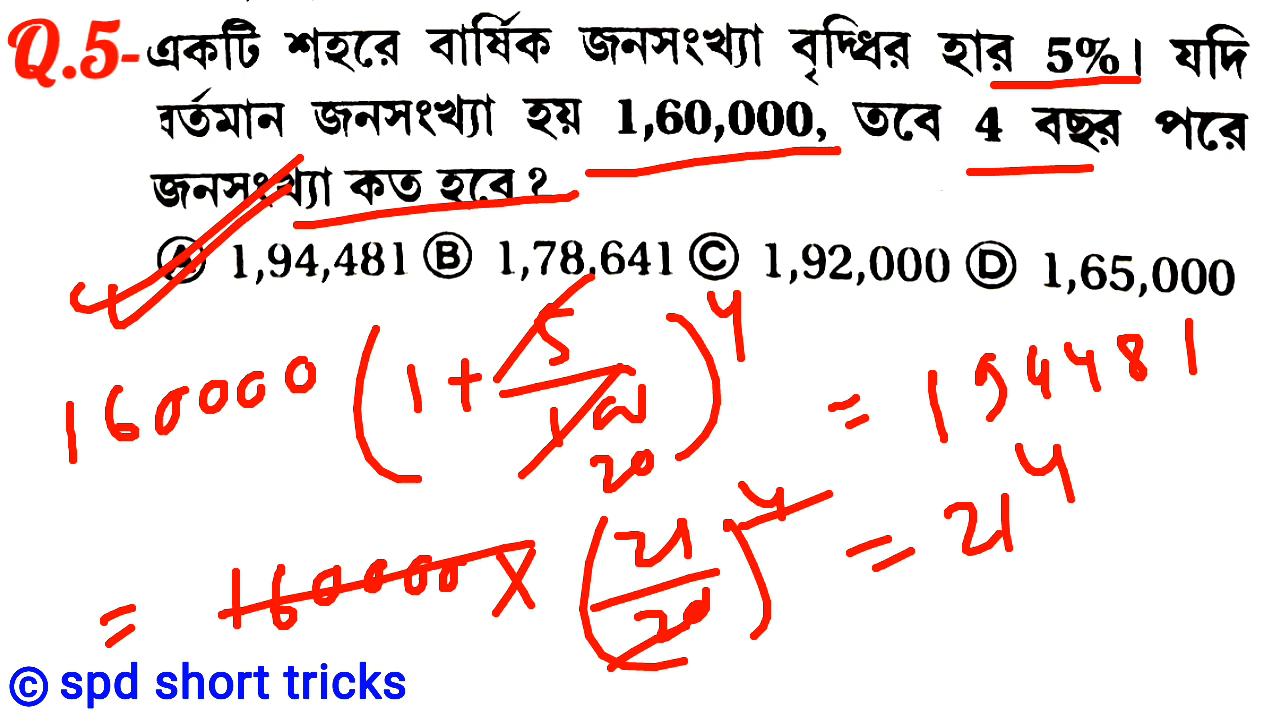 Q.5- একটি শহরে বার্ষিক জনসংখ্যা বৃদ্ধির হার 5%। যদি
বর্তমান জনসংখ্যা হয় 1,60,000, তবে 4 বছর পরে
জনসংখ্যা কত হবে?
Ⓐ 1,94,481 Ⓑ 1,78,641 Ⓒ 1,92,000 Ⓓ 1,65,000
160000 (1 + 5/100)^4 = 194481
20
= 160000 × (21/20)^4 = 21^4
© spd short tricks